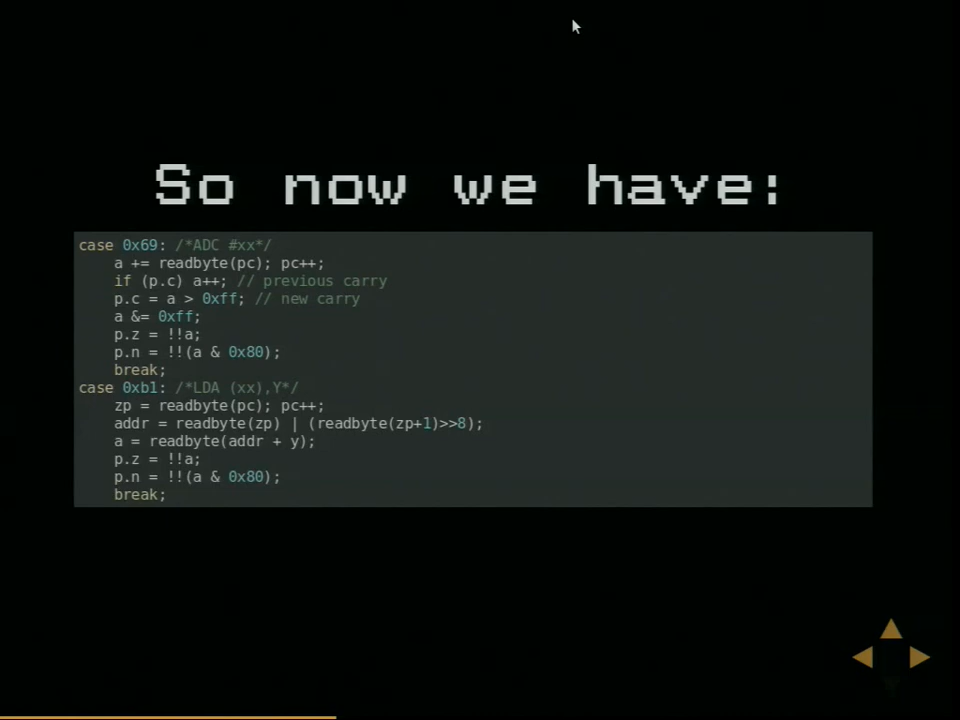 So now we have:
case 0x69: /*ADC #xx*/
    a += readbyte(pc); pc++;
    if (p.c) a++; // previous carry
    p.c = a > 0xff; // new carry
    a &= 0xff;
    p.z = !!a;
    p.n = !!(a & 0x80);
    break;
case 0xb1: /*LDA (xx),Y*/
    zp = readbyte(pc); pc++;
    addr = readbyte(zp) | (readbyte(zp+1)>>8);
    a = readbyte(addr + y);
    p.z = !!a;
    p.n = !!(a & 0x80);
    break;